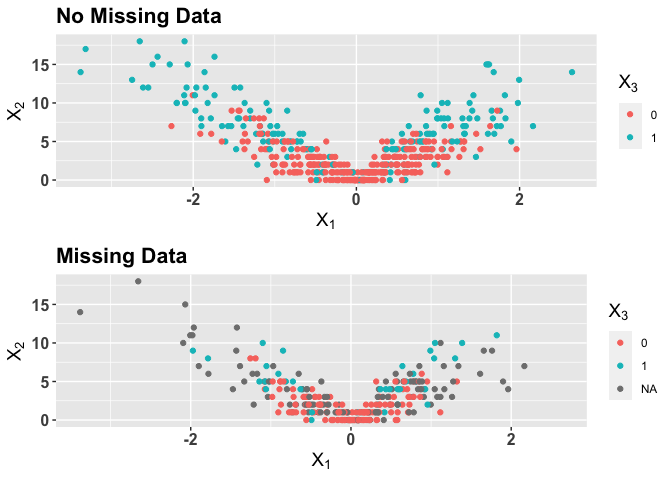 No Missing Data
X₂
15
10
5
0
-2 0 2
X₁
X₃
0
1
Missing Data
X₂
15
10
5
0
-2 0 2
X₁
X₃
0
1
NA